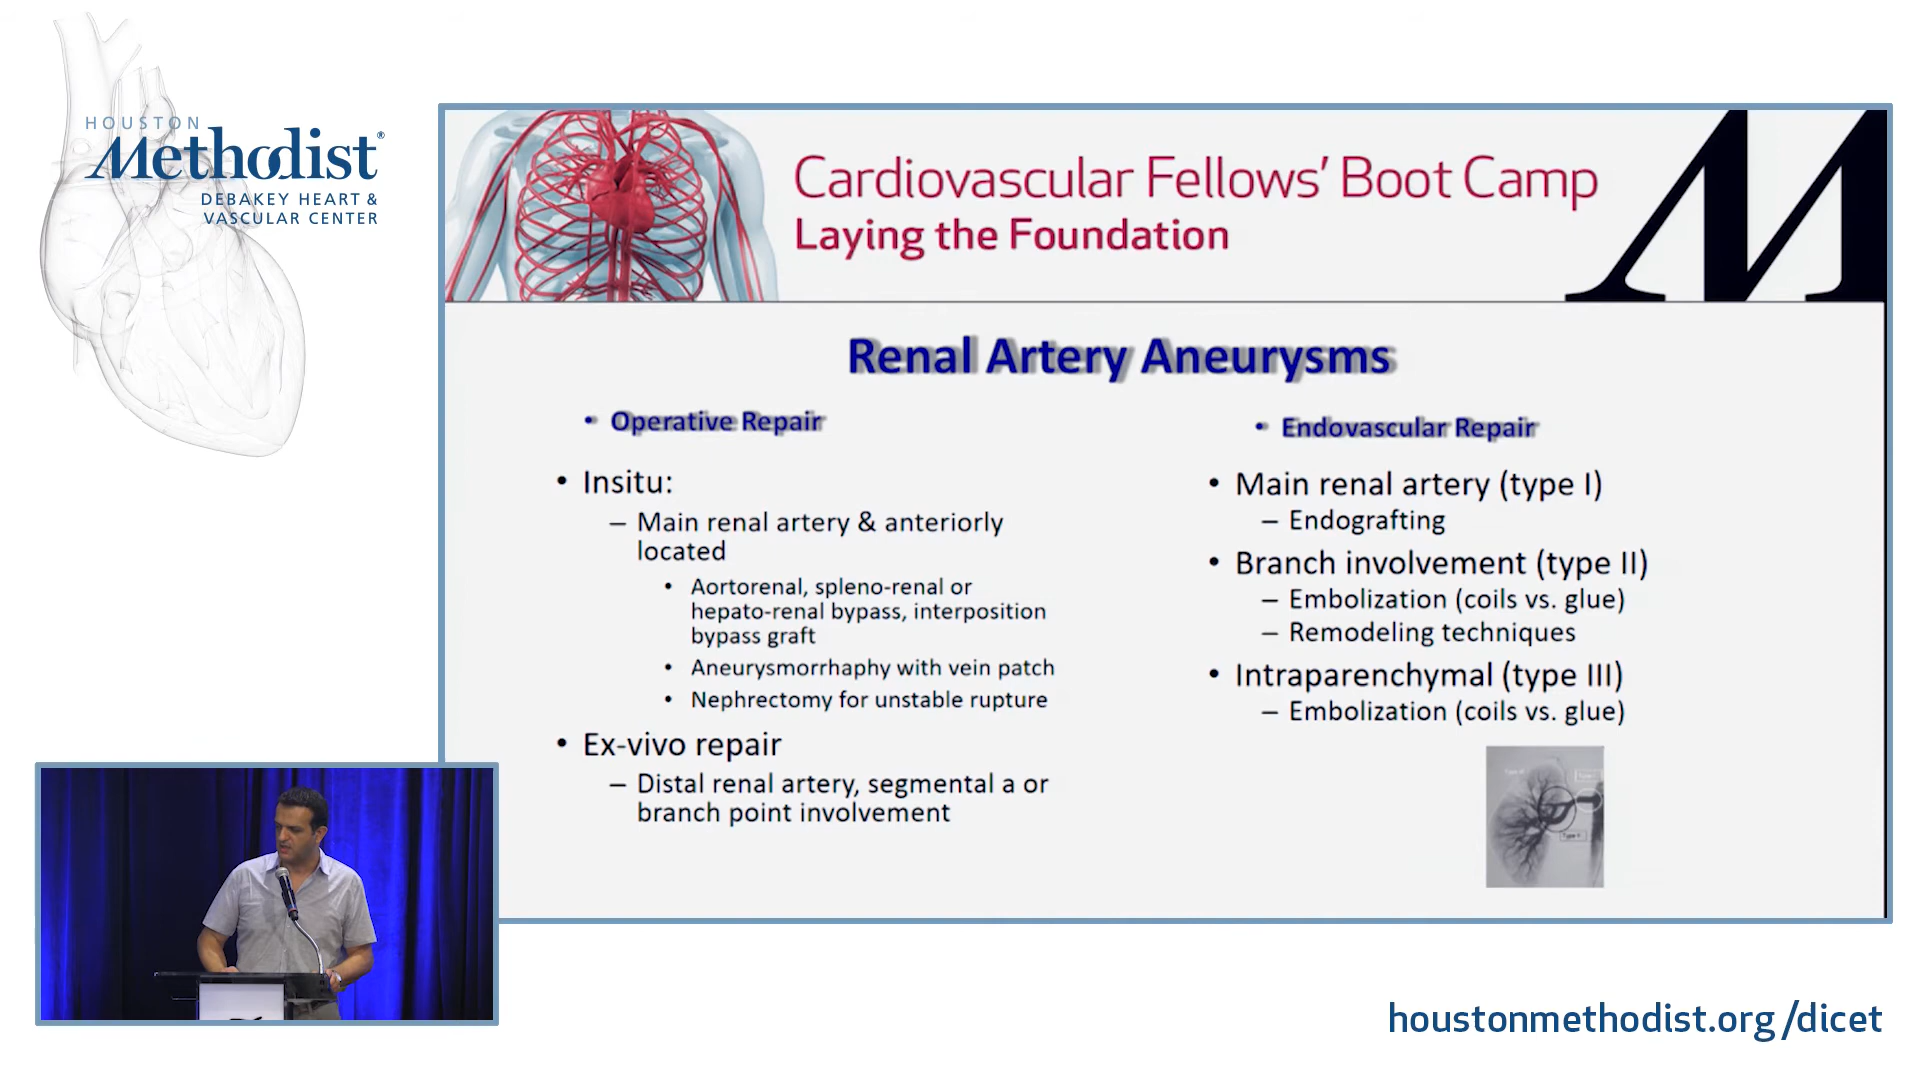 HOUSTON
Methodist®
DEBAKEY HEART &
VASCULAR CENTER
Cardiovascular Fellows’ Boot Camp
Laying the Foundation
Renal Artery Aneurysms
• Operative Repair
• Insitu:
– Main renal artery & anteriorly
located
• Aortorenal, spleno-renal or
hepato-renal bypass, interposition
bypass graft
• Aneurysmorrhaphy with vein patch
• Nephrectomy for unstable rupture
• Ex-vivo repair
– Distal renal artery, segmental a or
branch point involvement
• Endovascular Repair
• Main renal artery (type I)
– Endografting
• Branch involvement (type II)
– Embolization (coils vs. glue)
– Remodeling techniques
• Intraparenchymal (type III)
– Embolization (coils vs. glue)
houstonmethodist.org/dicet